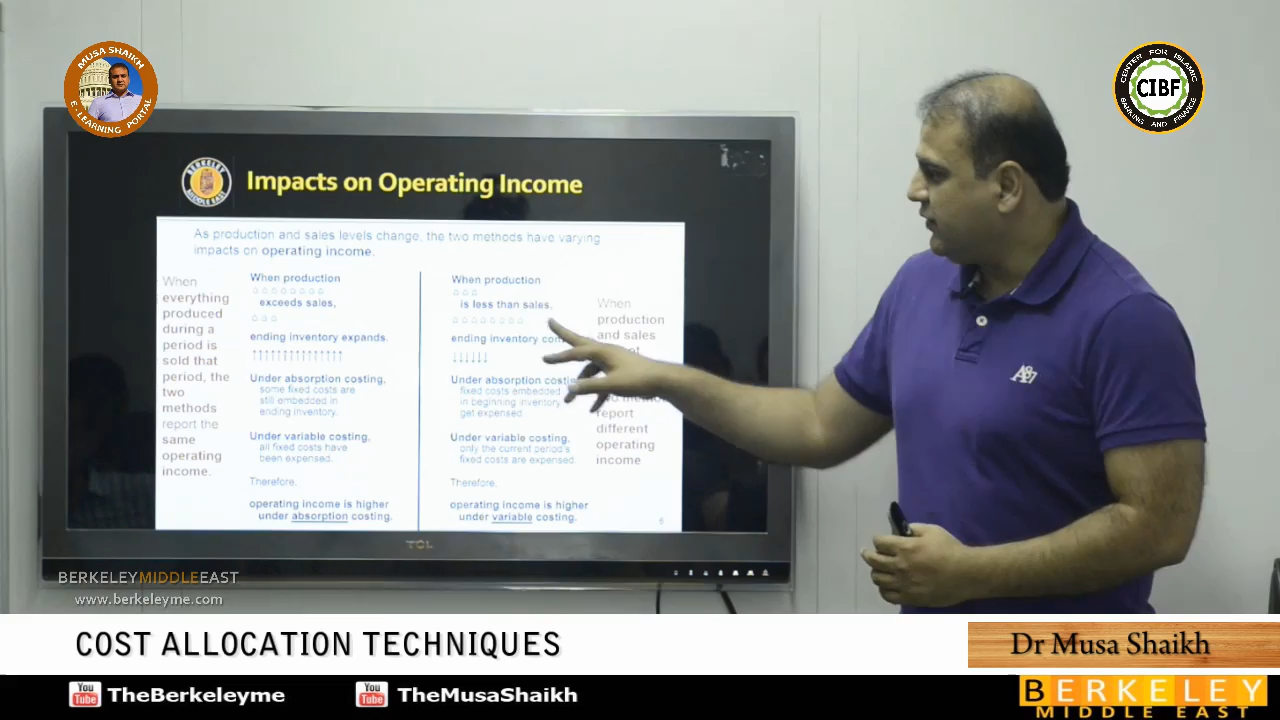 MUSA SHAIKH
E - LEARNING PORTAL
CENTER FOR ISLAMIC
CIBF
BANKING AND FINANCE
BERKELEY
MIDDLE EAST
Impacts on Operating Income
As production and sales levels change, the two methods have varying
impacts on operating income.
When
everything
produced
during a
period is
sold that
period, the
two
methods
report the
same
operating
income.
When production
exceeds sales,
ending inventory expands.
↑↑↑↑↑↑↑↑↑↑↑↑↑↑↑
Under absorption costing,
some fixed costs are
still embedded in
ending inventory.
Under variable costing,
all fixed costs have
been expensed.
Therefore,
operating income is higher
under absorption costing.
When production
is less than sales,
ending inventory
↓↓↓↓↓↓
Under absorption
fixed costs embedded
in beginning inventory
get expensed.
Under variable costing,
only the current period's
fixed costs are expensed.
Therefore,
operating income is higher
under variable costing.
When
production
and sales
report
different
operating
income
TCL
BERKELEYMIDDLEEAST
www.berkeleyme.com
COST ALLOCATION TECHNIQUES
Dr Musa Shaikh
You Tube TheBerkeleyme
You Tube TheMusaShaikh
BERKELEY
MIDDLE EAST